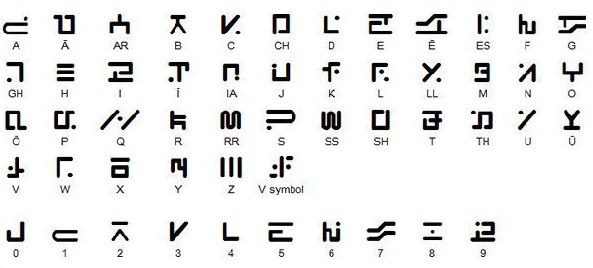 A Ā AR B C CH D E Ē ES F G
GH H I Ī IA J K L LL M N O
Ō P Q R RR S SS SH T TH U Ū
V W X Y Z V symbol
0 1 2 3 4 5 6 7 8 9